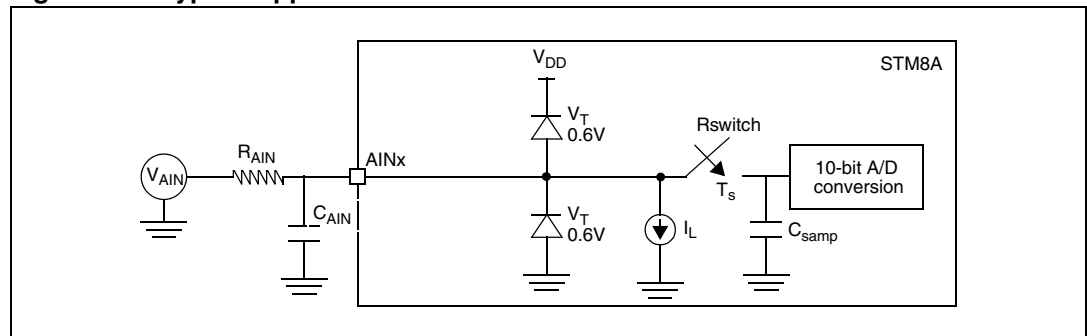 V_DD
STM8A
V_T
0.6V
Rswitch
R_AIN
AINx
V_AIN
T_s
10-bit A/D
conversion
C_AIN
V_T
0.6V
I_L
C_samp